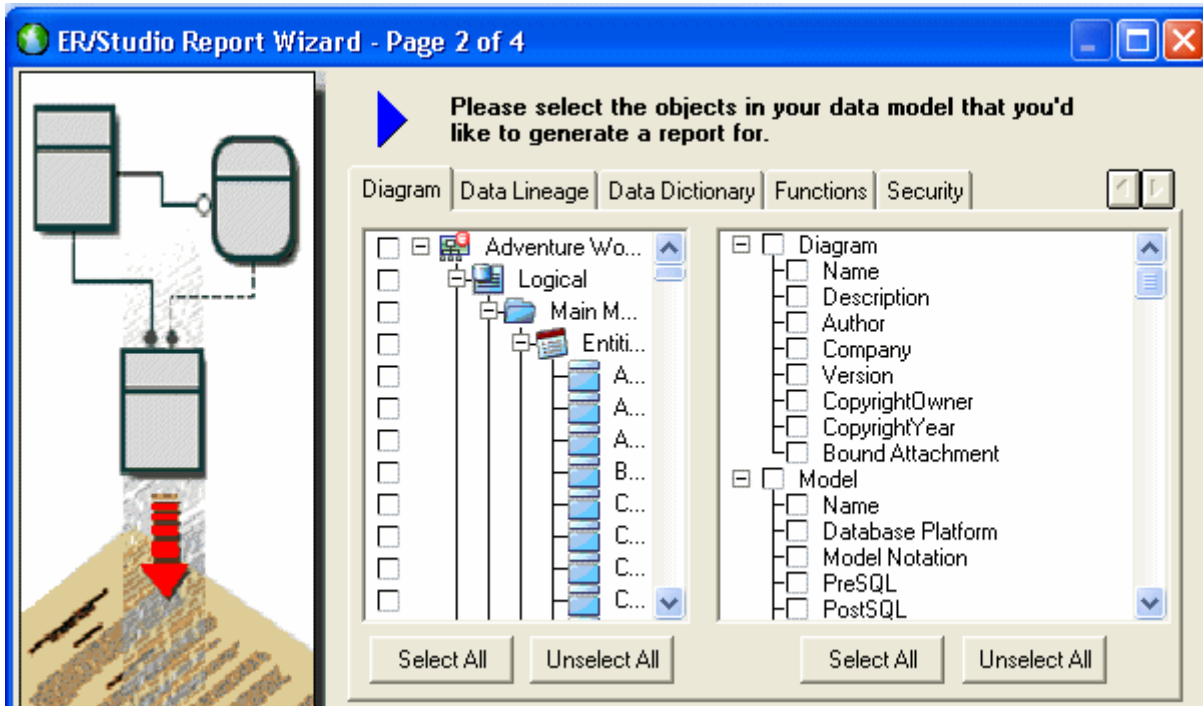 ER/Studio Report Wizard - Page 2 of 4
Please select the objects in your data model that you'd
like to generate a report for.
Diagram
Data Lineage
Data Dictionary
Functions
Security
Adventure Wo...
Logical
Main M...
Entiti...
A...
A...
A...
B...
C...
C...
C...
C...
Select All
Unselect All
Diagram
Name
Description
Author
Company
Version
CopyrightOwner
CopyrightYear
Bound Attachment
Model
Name
Database Platform
Model Notation
PreSQL
PostSQL
Select All
Unselect All